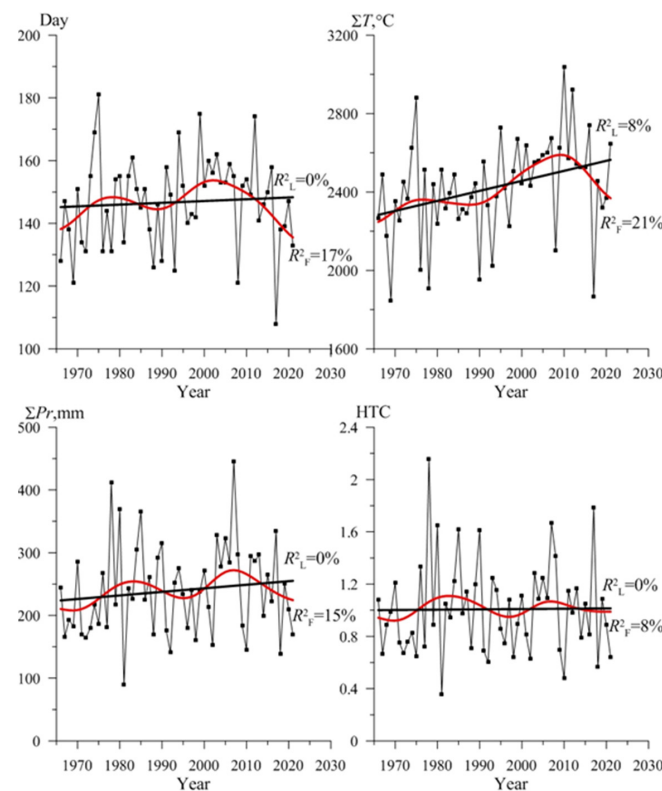 Day
200
180
160
140
120
100
R²L=0%
R²F=17%
1970 1980 1990 2000 2010 2020 2030
Year
ΣT,°C
3200
2800
2400
2000
1600
R²L=8%
R²F=21%
1970 1980 1990 2000 2010 2020 2030
Year
ΣPr,mm
500
400
300
200
100
0
R²L=0%
R²F=15%
1970 1980 1990 2000 2010 2020 2030
Year
HTC
2.4
2
1.6
1.2
0.8
0.4
0
R²L=0%
R²F=8%
1970 1980 1990 2000 2010 2020 2030
Year